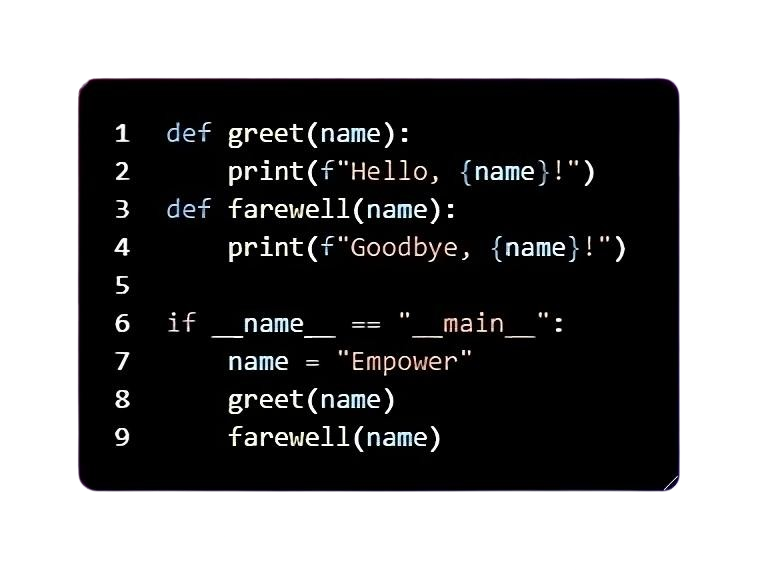 1 def greet(name):
2     print(f"Hello, {name}!")
3 def farewell(name):
4     print(f"Goodbye, {name}!")
5
6 if __name__ == "__main__":
7     name = "Empower"
8     greet(name)
9     farewell(name)